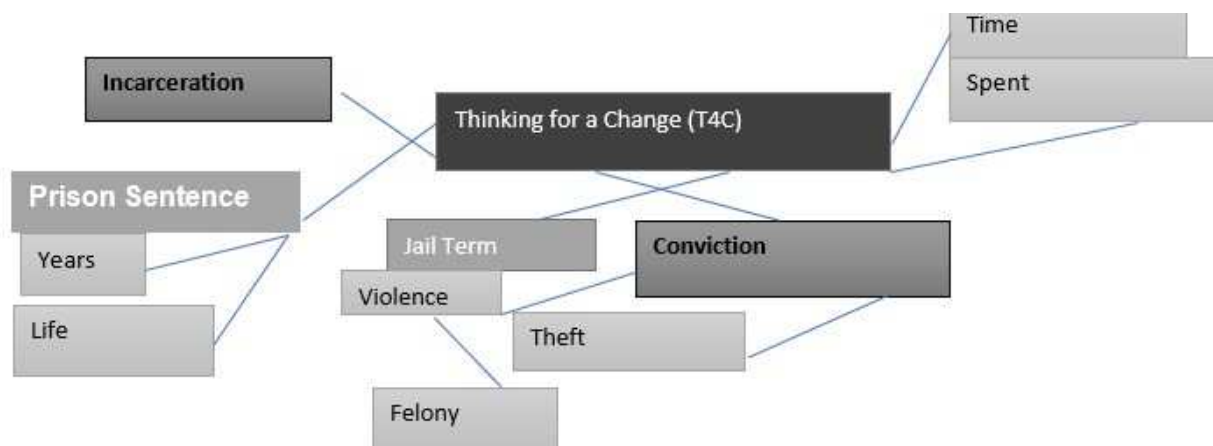 Time
Incarceration
Spent
Thinking for a Change (T4C)
Prison Sentence
Years
Jail Term
Conviction
Violence
Life
Theft
Felony